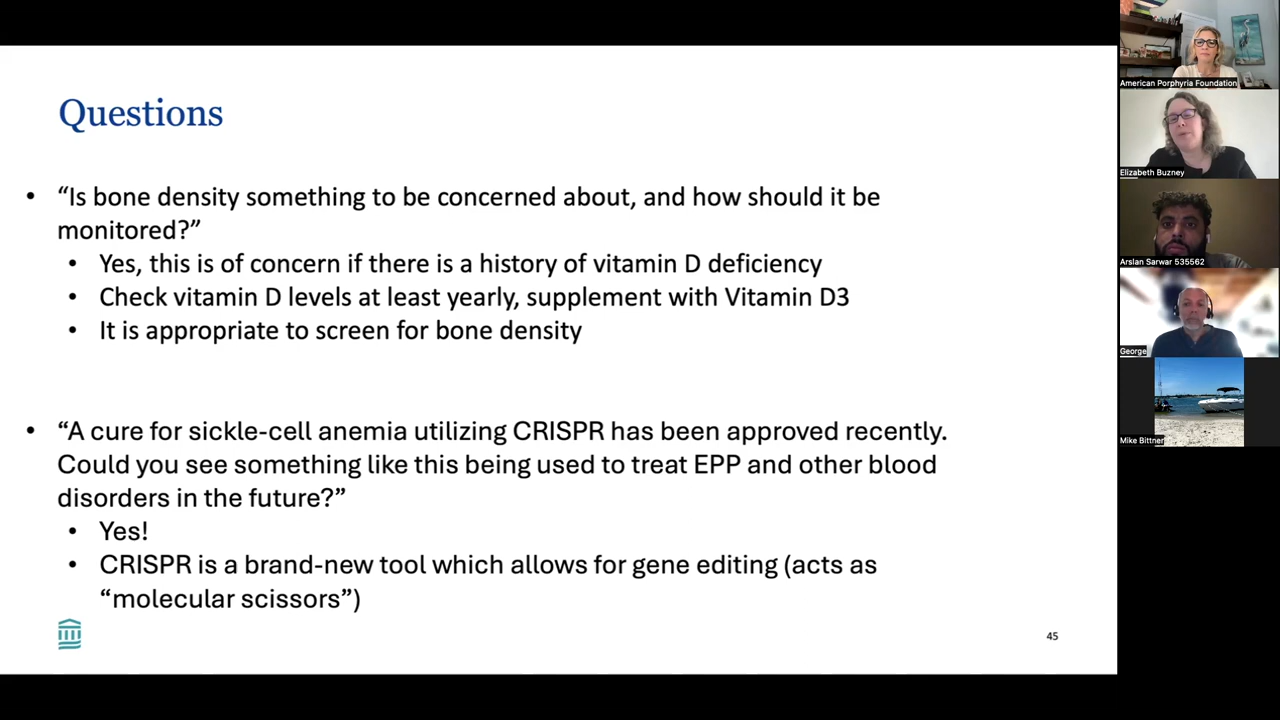 Questions
• “Is bone density something to be concerned about, and how should it be
monitored?”
• Yes, this is of concern if there is a history of vitamin D deficiency
• Check vitamin D levels at least yearly, supplement with Vitamin D3
• It is appropriate to screen for bone density
• “A cure for sickle-cell anemia utilizing CRISPR has been approved recently.
Could you see something like this being used to treat EPP and other blood
disorders in the future?”
• Yes!
• CRISPR is a brand-new tool which allows for gene editing (acts as
“molecular scissors”)
45
American Porphyria Foundation
Elizabeth Buzney
Arslan Sarwar 535562
George
Mike Bittner